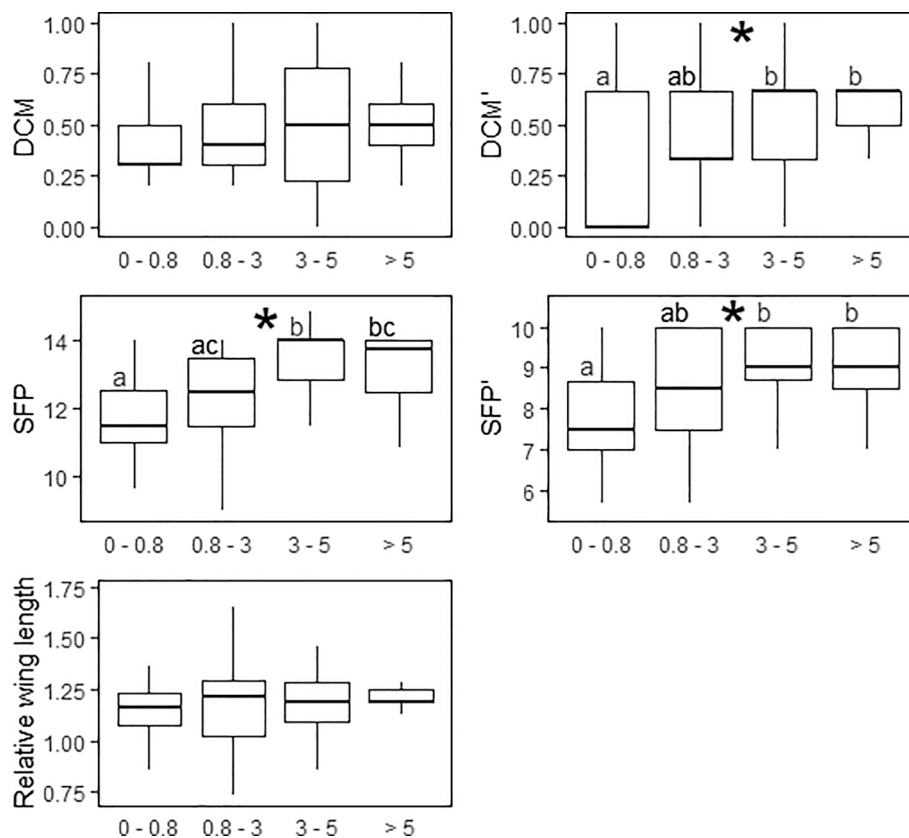 DCM
1.00
0.75
0.50
0.25
0.00
0 - 0.8 0.8 - 3 3 - 5 > 5
DCM'
1.00
0.75
0.50
0.25
0.00
a ab * b b
0 - 0.8 0.8 - 3 3 - 5 > 5
SFP
14
12
10
a ac * b bc
0 - 0.8 0.8 - 3 3 - 5 > 5
SFP'
10
9
8
7
6
a ab * b b
0 - 0.8 0.8 - 3 3 - 5 > 5
Relative wing length
1.75
1.50
1.25
1.00
0.75
0 - 0.8 0.8 - 3 3 - 5 > 5